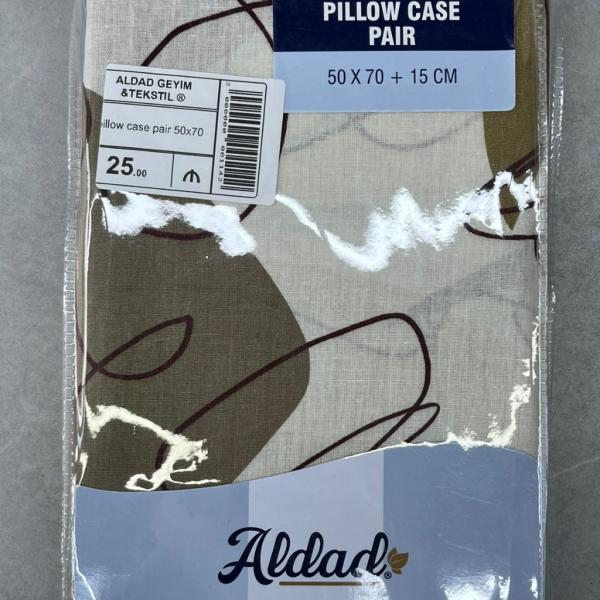 PILLOW CASE
PAIR
50 X 70 + 15 CM
ALDAD GEYIM
&TEKSTIL ®
illow case pair 50x70
25.00 ₼
Aldad®